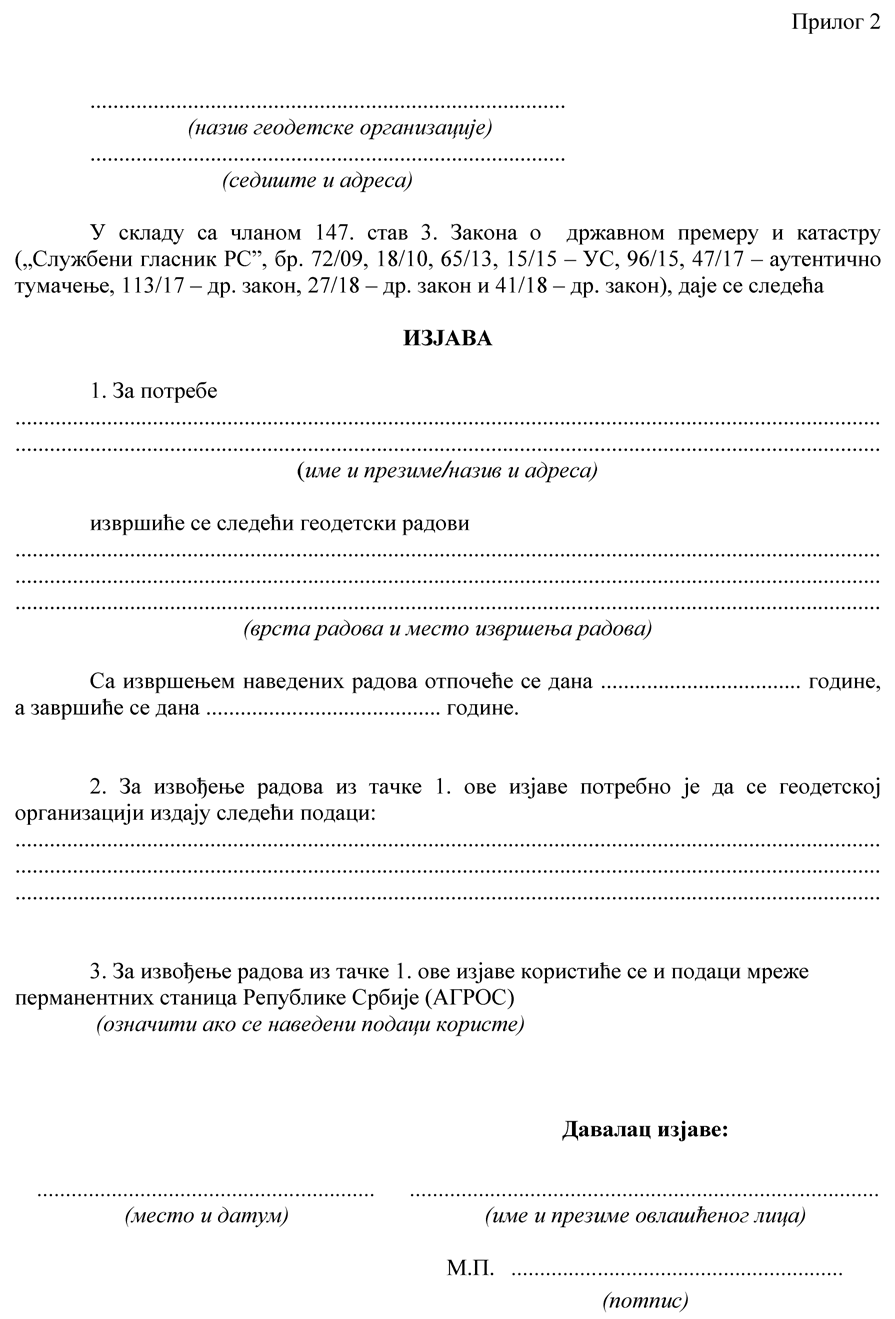 Прилог 2
...................................................................................
(назив геодетске организације)
...................................................................................
(седиште и адреса)
У складу са чланом 147. став 3. Закона о државном премеру и катастру
(„Службени гласник РС”, бр. 72/09, 18/10, 65/13, 15/15 – УС, 96/15, 47/17 – аутентично
тумачење, 113/17 – др. закон, 27/18 – др. закон и 41/18 – др. закон), даје се следећа
ИЗЈАВА
1. За потребе
.......................................................................................................................................................
.......................................................................................................................................................
(име и презиме/назив и адреса)
извршиће се следећи геодетски радови
.......................................................................................................................................................
.......................................................................................................................................................
.......................................................................................................................................................
(врста радова и место извршења радова)
Са извршењем наведених радова отпочеће се дана ................................... године,
а завршиће се дана ......................................... године.
2. За извођење радова из тачке 1. ове изјаве потребно је да се геодетској
организацији издају следећи подаци:
.......................................................................................................................................................
.......................................................................................................................................................
.......................................................................................................................................................
3. За извођење радова из тачке 1. ове изјаве користиће се и подаци мреже
перманентних станица Републике Србије (АГРОС)
(означити ако се наведени подаци користе)
Давалац изјаве:
........................................................... ..................................................................................
(место и датум) (име и презиме овлашћеног лица)
М.П. ..........................................................
(потпис)